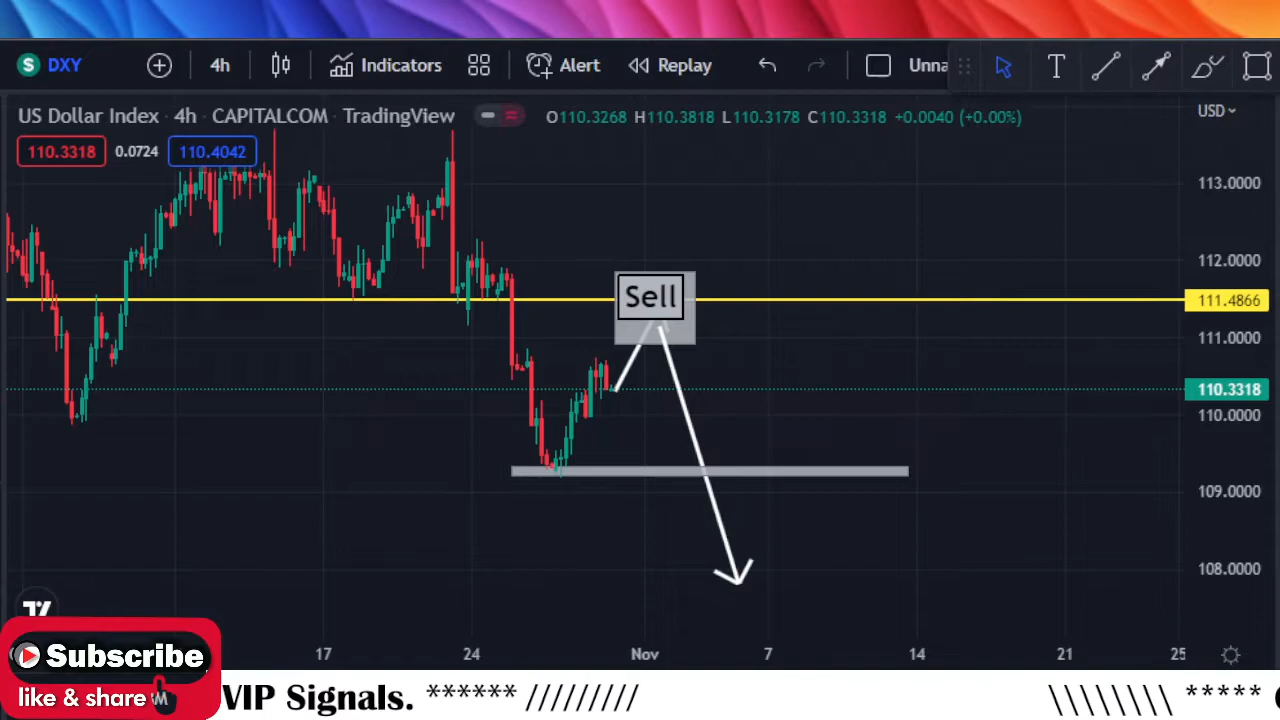 DXY 4h Indicators Alert Replay Unna
US Dollar Index · 4h · CAPITALCOM · TradingView O110.3268 H110.3818 L110.3178 C110.3318 +0.0040 (+0.00%) USD
110.3318 0.0724 110.4042
113.0000
112.0000
Sell
111.4866
111.0000
110.3318
110.0000
109.0000
108.0000
17 24 Nov 7 14 21 25
Subscribe
like & share
VIP Signals. ****** ///////// \\\\\\\\\ *****